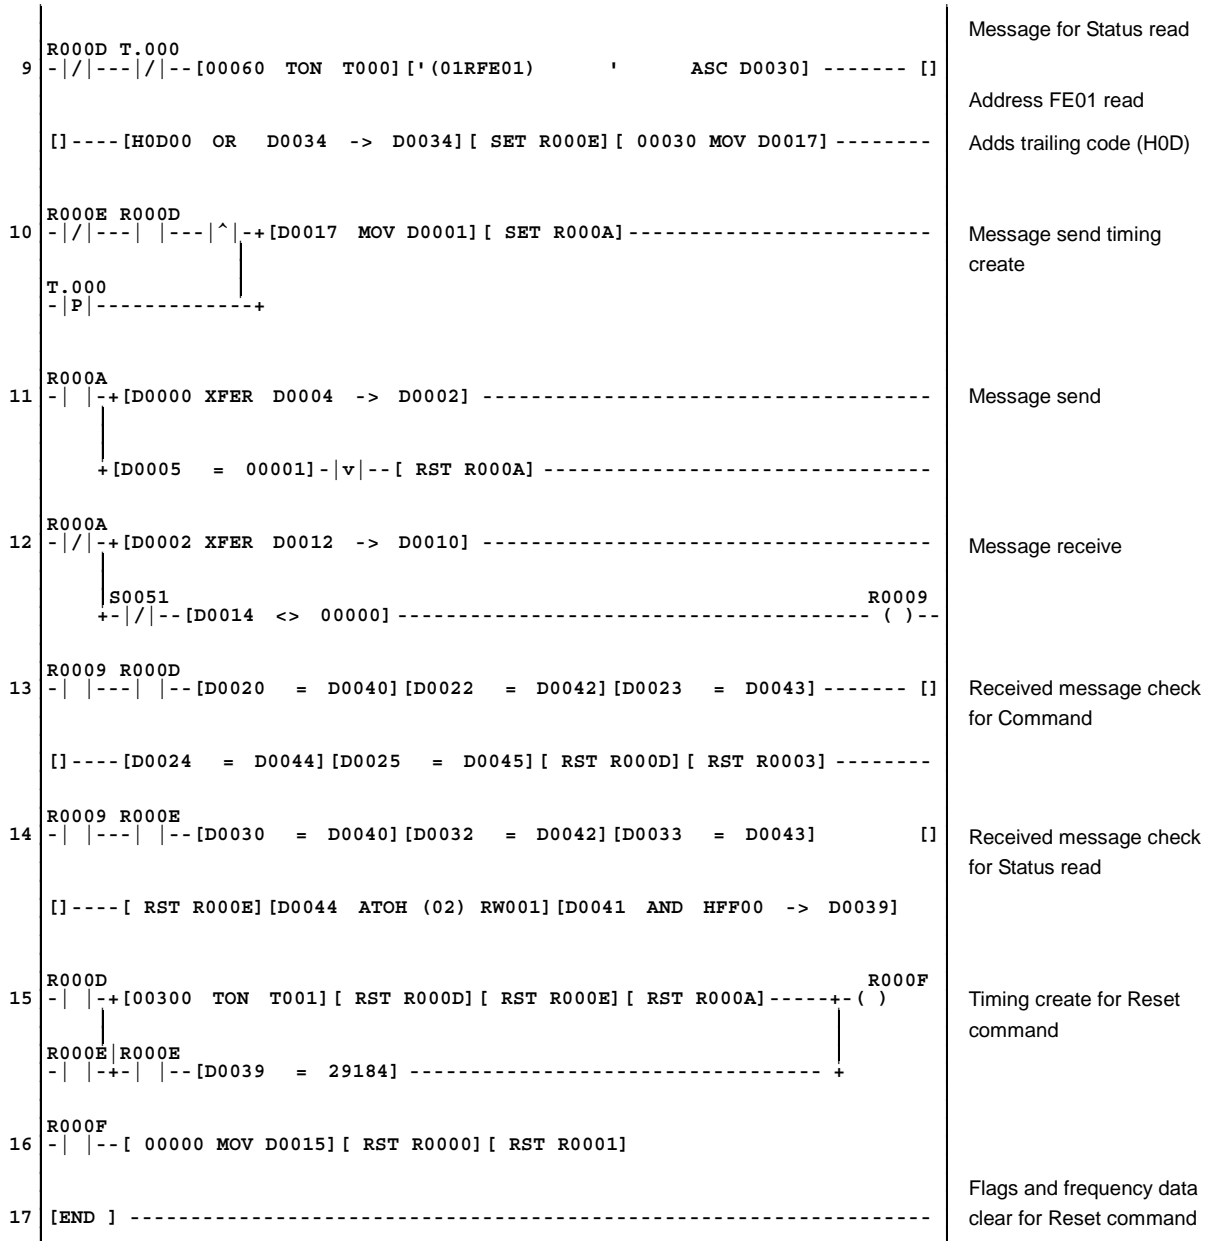 Message for Status read
R000D T.000
9 -|/|---|/|--[00060 TON T000]['(01RFE01) ' ASC D0030] ------- []
Address FE01 read
[]----[H0D00 OR D0034 -> D0034][ SET R000E][ 00030 MOV D0017]--------
Adds trailing code (H0D)
R000E R000D
10 -|/|---| |---|^|-+[D0017 MOV D0001][ SET R000A]-------------------------
Message send timing
create
T.000
-|P|-------------+
R000A
11 -| |-+[D0000 XFER D0004 -> D0002] -------------------------------------
Message send
+[D0005 = 00001]-|v|--[ RST R000A] --------------------------------
R000A
12 -|/|-+[D0002 XFER D0012 -> D0010] -------------------------------------
Message receive
S0051 R0009
+-|/|--[D0014 <> 00000]--------------------------------------- ( )--
R0009 R000D
13 -| |---| |--[D0020 = D0040][D0022 = D0042][D0023 = D0043]------- []
Received message check
for Command
[]----[D0024 = D0044][D0025 = D0045][ RST R000D][ RST R0003]--------
R0009 R000E
14 -| |---| |--[D0030 = D0040][D0032 = D0042][D0033 = D0043] []
Received message check
for Status read
[]----[ RST R000E][D0044 ATOH (02) RW001][D0041 AND HFF00 -> D0039]
R000D R000F
15 -| |-+[00300 TON T001][ RST R000D][ RST R000E][ RST R000A]-----+-( )
Timing create for Reset
command
R000E|R000E
-| |-+-| |--[D0039 = 29184] ---------------------------------- +
R000F
16 -| |--[ 00000 MOV D0015][ RST R0000][ RST R0001]
Flags and frequency data
17 [END ] ------------------------------------------------------------------
clear for Reset command